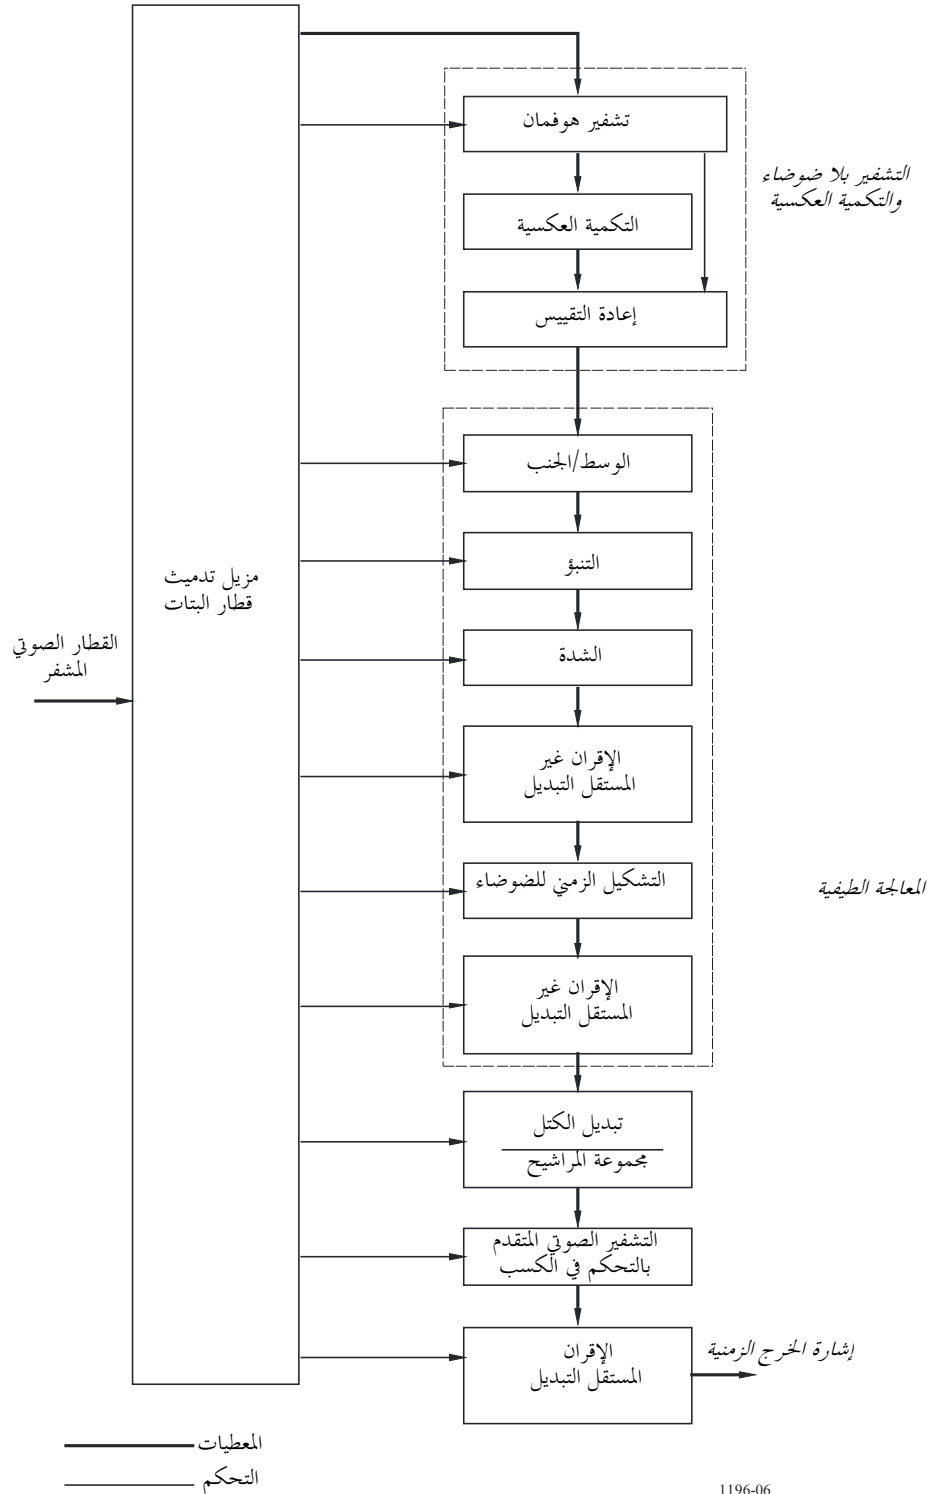 تشفير هوفمان
التشفير بلا ضوضاء
والتكمية العكسية
التكمية العكسية
إعادة التقييس
الوسط/الجنب
التنبؤ
مزيل تدميث
قطار البتات
القطار الصوتي
المشفر
الشدة
الإقران غير
المستقل التبديل
التشكيل الزمني للضوضاء
المعالجة الطيفية
الإقران غير
المستقل التبديل
تبديل الكتل
مجموعة المراشيح
التشفير الصوتي المتقدم
بالتحكم في الكسب
الإقران
المستقل التبديل
إشارة الخرج الزمنية
المعطيات
التحكم
1196-06